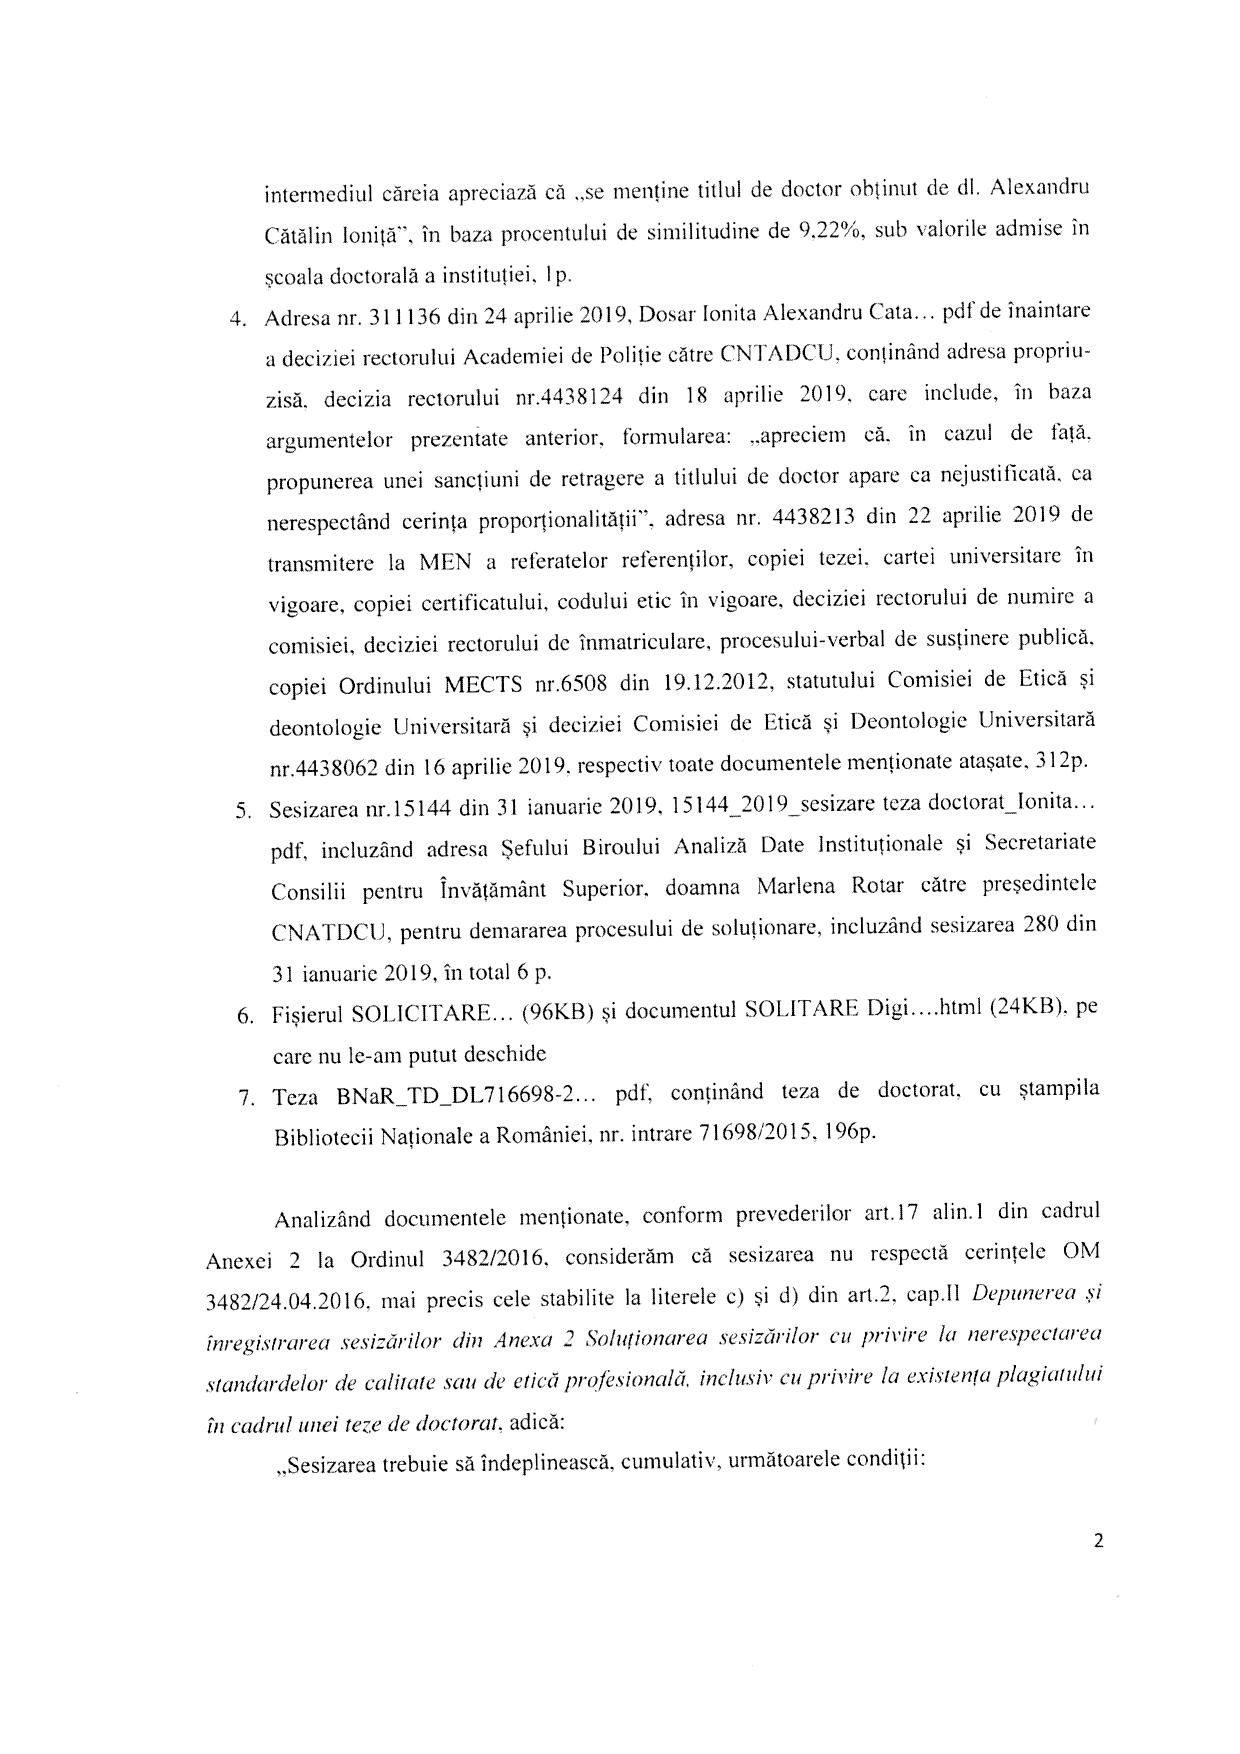 intermediul căreia apreciază că „se menține titlul de doctor obținut de dl. Alexandru
Cătălin Ioniță”, în baza procentului de similitudine de 9,22%, sub valorile admise în
școala doctorală a instituției, 1p.
4. Adresa nr. 311136 din 24 aprilie 2019, Dosar Ionita Alexandru Cata... pdf de înaintare
a deciziei rectorului Academiei de Poliție către CNTADCU, conținând adresa propriu-
zisă, decizia rectorului nr.4438124 din 18 aprilie 2019, care include, în baza
argumentelor prezentate anterior, formularea: „apreciem că, în cazul de față,
propunerea unei sancțiuni de retragere a titlului de doctor apare ca nejustificată, ca
nerespectând cerința proporționalității”, adresa nr. 4438213 din 22 aprilie 2019 de
transmitere la MEN a referatelor referenților, copiei tezei, cartei universitare în
vigoare, copiei certificatului, codului etic în vigoare, deciziei rectorului de numire a
comisiei, deciziei rectorului de înmatriculare, procesului-verbal de susținere publică,
copiei Ordinului MECTS nr.6508 din 19.12.2012, statutului Comisiei de Etică și
deontologie Universitară și deciziei Comisiei de Etică și Deontologie Universitară
nr.4438062 din 16 aprilie 2019, respectiv toate documentele menționate atașate, 312p.
5. Sesizarea nr.15144 din 31 ianuarie 2019, 15144_2019_sesizare teza doctorat_Ionita...
pdf, incluzând adresa Șefului Biroului Analiză Date Instituționale și Secretariate
Consilii pentru Învățământ Superior, doamna Marlena Rotar către președintele
CNATDCU, pentru demararea procesului de soluționare, incluzând sesizarea 280 din
31 ianuarie 2019, în total 6 p.
6. Fișierul SOLICITARE... (96KB) și documentul SOLITARE Digi....html (24KB), pe
care nu le-am putut deschide
7. Teza BNaR_TD_DL716698-2... pdf, conținând teza de doctorat, cu ștampila
Bibliotecii Naționale a României, nr. intrare 71698/2015, 196p.
Analizând documentele menționate, conform prevederilor art.17 alin.1 din cadrul
Anexei 2 la Ordinul 3482/2016, considerăm că sesizarea nu respectă cerințele OM
3482/24.04.2016, mai precis cele stabilite la literele c) și d) din art.2, cap.II Depunerea și
înregistrarea sesizărilor din Anexa 2 Soluționarea sesizărilor cu privire la nerespectarea
standardelor de calitate sau de etică profesională, inclusiv cu privire la existența plagiatului
în cadrul unei teze de doctorat, adică:
„Sesizarea trebuie să îndeplinească, cumulativ, următoarele condiții:
2